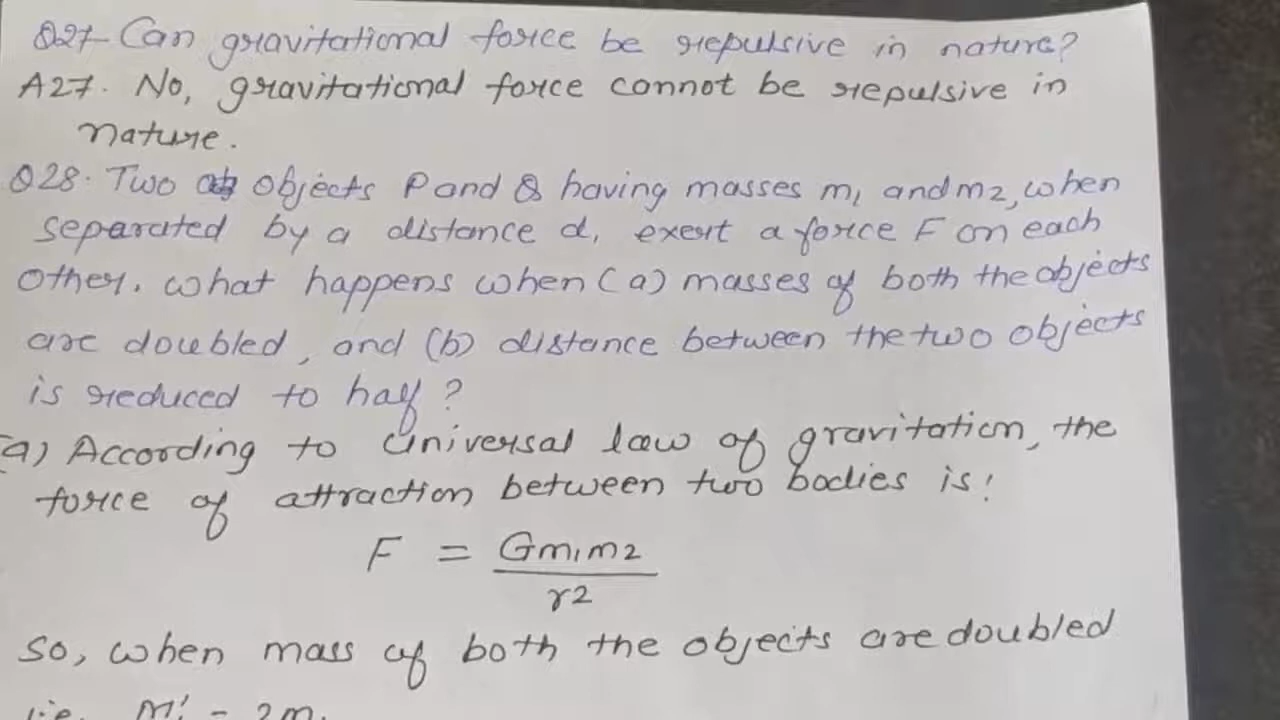 Q27- Can gravitational force be repulsive in nature?
A27. No, gravitational force cannot be repulsive in
nature.
Q28. Two objects P and Q having masses m1 and m2, when
separated by a distance d, exert a force F on each
other. what happens when (a) masses of both the objects
are doubled, and (b) distance between the two objects
is reduced to half?
(a) According to Universal law of gravitation, the
force of attraction between two bodies is!
F = Gm1m2
r2
So, when mass of both the objects are doubled
i.e. M1' = 2m1